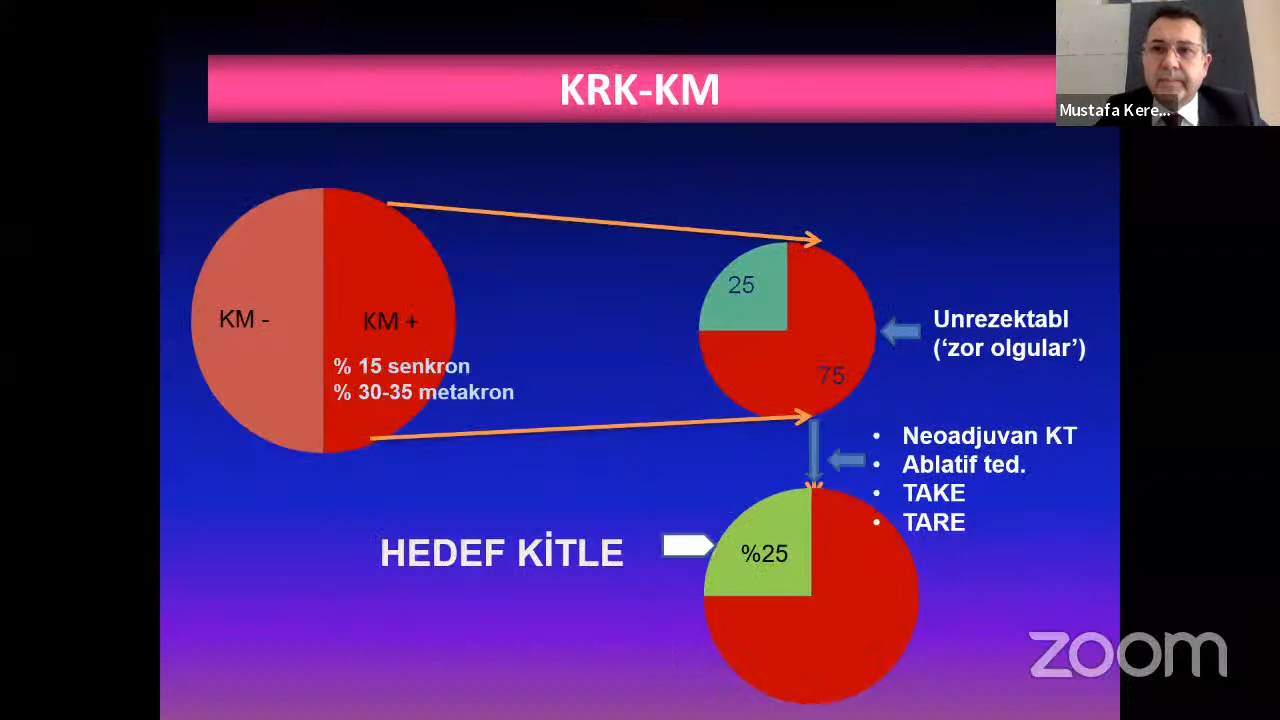 KRK-KM
Mustafa Kere...
KM -
KM +
% 15 senkron
% 30-35 metakron
25
75
Unrezektabl
(‘zor olgular’)
• Neoadjuvan KT
• Ablatif ted.
• TAKE
• TARE
HEDEF KİTLE
%25
zoom